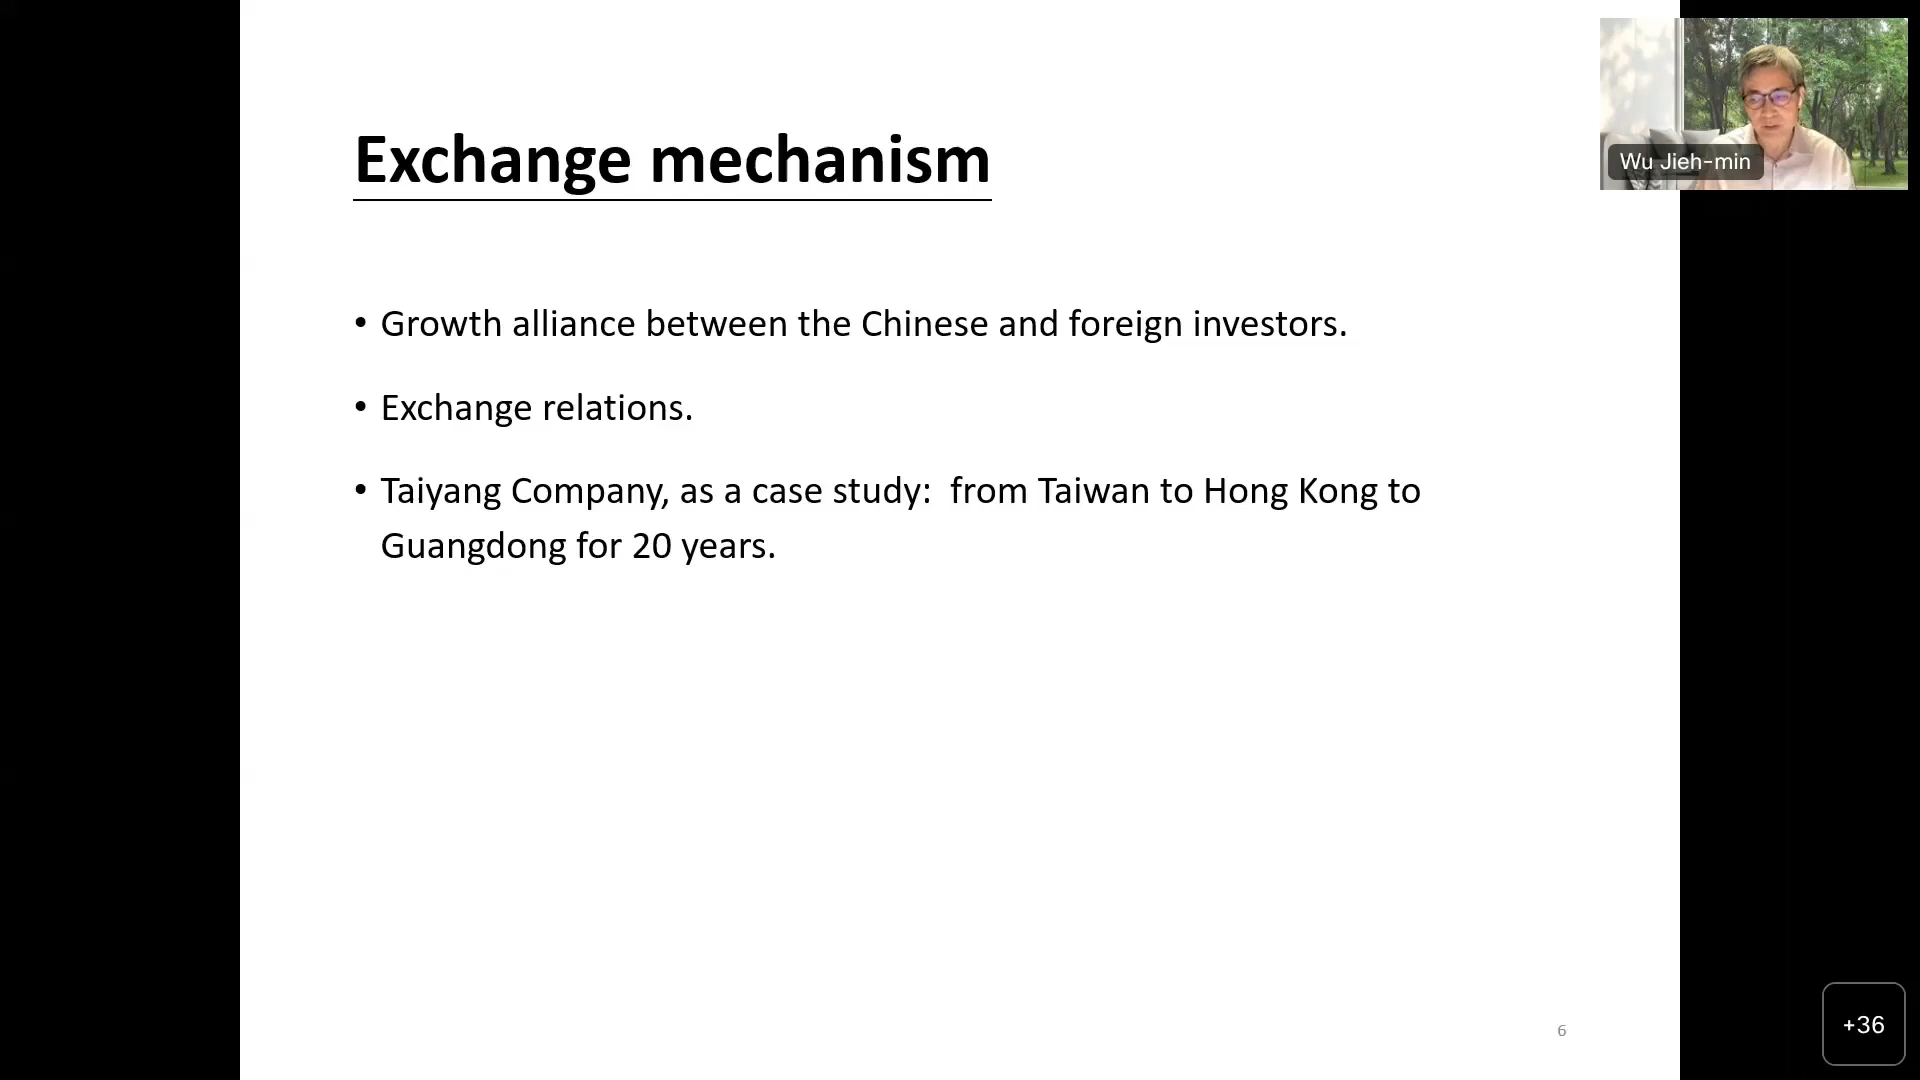 Exchange mechanism
Wu Jieh-min
• Growth alliance between the Chinese and foreign investors.
• Exchange relations.
• Taiyang Company, as a case study:  from Taiwan to Hong Kong to
Guangdong for 20 years.
6
+36